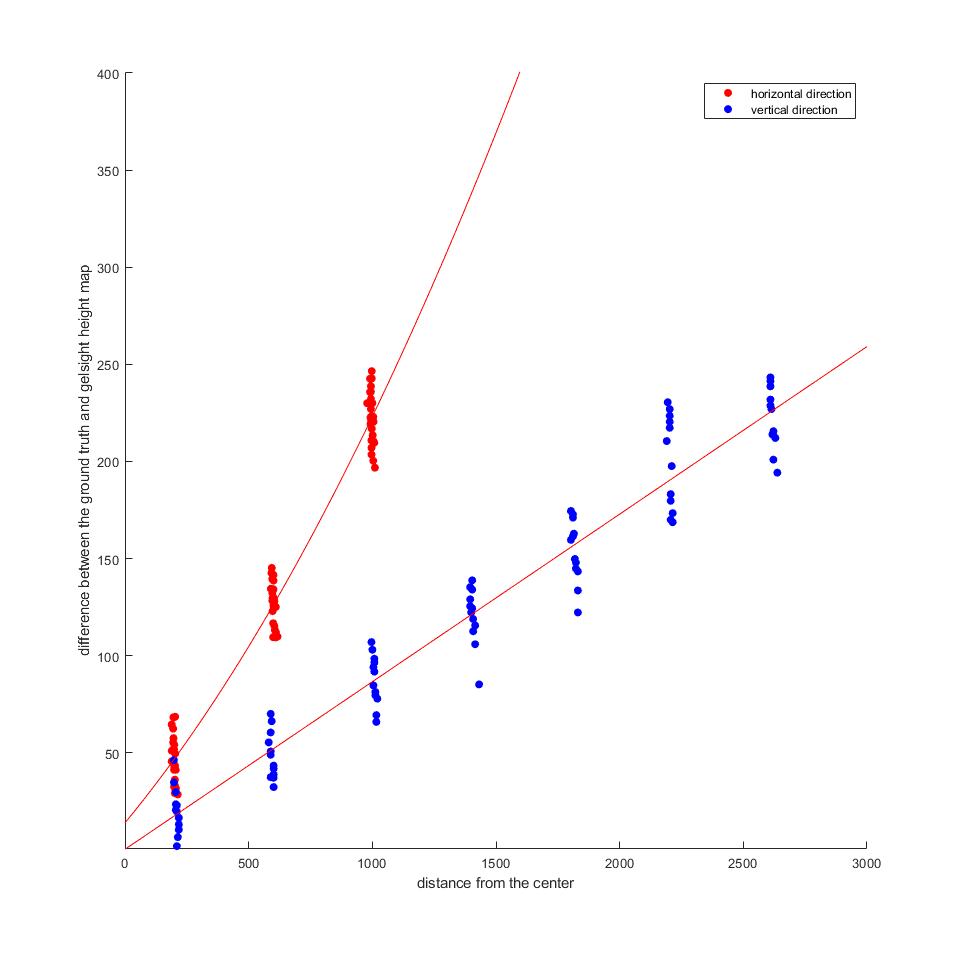 400
350
300
250
200
150
100
50
0 500 1000 1500 2000 2500 3000
distance from the center
difference between the ground truth and gelsight height map
horizontal direction
vertical direction